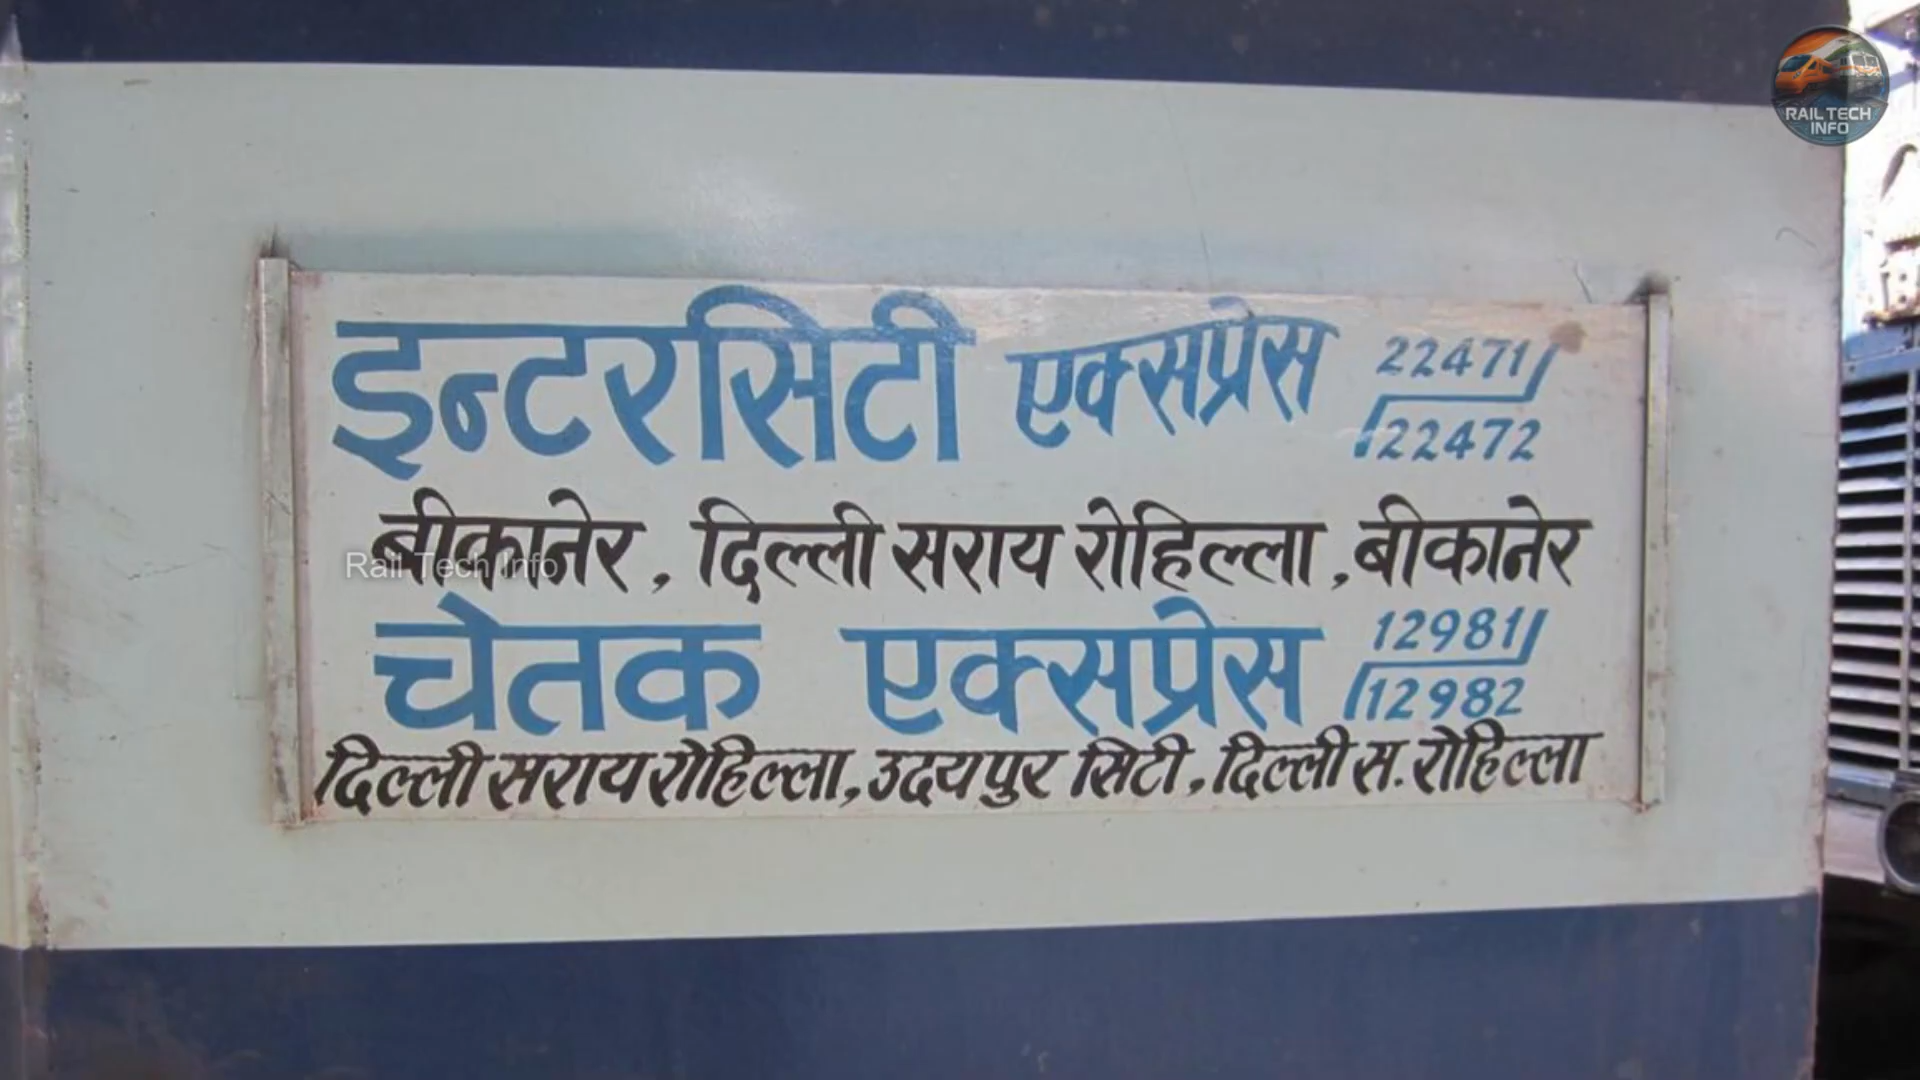 RAIL TECH
INFO
इन्टरसिटी एक्सप्रेस 22471/
22472
बीकानेर, दिल्ली सराय रोहिल्ला, बीकानेर
Rail Tech Info
चेतक एक्सप्रेस 12981/
12982
दिल्ली सराय रोहिल्ला, उदयपुर सिटी, दिल्ली स. रोहिल्ला